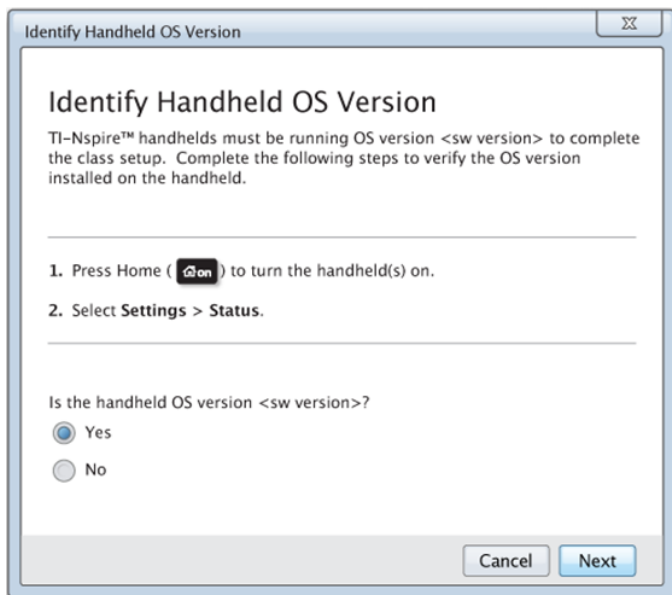 Identify Handheld OS Version
Identify Handheld OS Version
TI-Nspire™ handhelds must be running OS version <sw version> to complete
the class setup.  Complete the following steps to verify the OS version
installed on the handheld.
1. Press Home ( on ) to turn the handheld(s) on.
2. Select Settings > Status.
Is the handheld OS version <sw version>?
Yes
No
Cancel
Next